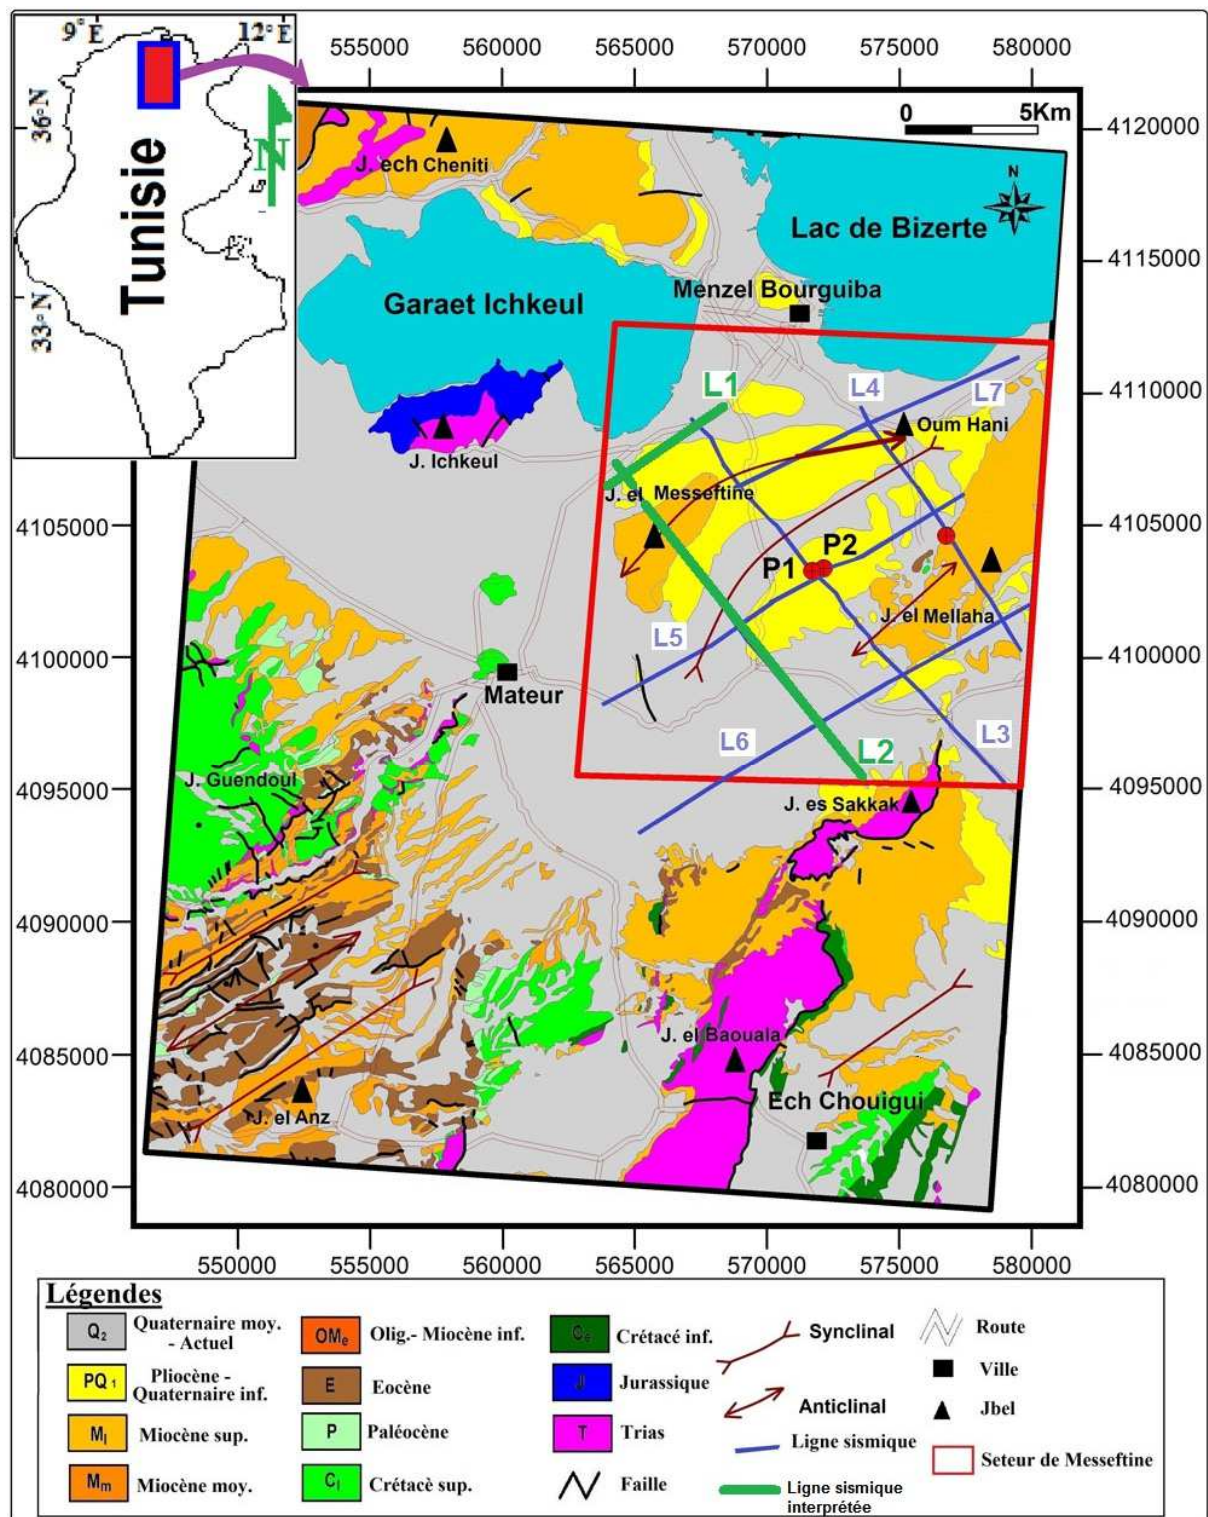 9°E
12°E
36°N
33°N
Tunisie
N
555000 560000 565000 570000 575000 580000
0 5Km
4120000
4115000
4110000
4105000
4100000
4095000
4090000
4085000
4080000
J. ech Cheniti
Lac de Bizerte
N
Garaet Ichkeul
Menzel Bourguiba
L1
L4
L7
Oum Hani
J. Ichkeul
J. el Messeftine
P1
P2
J. el Mellaha
L5
Mateur
L6
L2
L3
J. Guendoul
J. es Sakkak
J. el Baouala
J. el Anz
Ech Chouigui
4105000
4100000
4095000
4090000
4085000
4080000
550000 555000 560000 565000 570000 575000 580000
Légendes
Q2 Quaternaire moy. - Actuel
PQ1 Pliocène - Quaternaire inf.
Ml Miocène sup.
Mm Miocène moy.
OMe Olig.- Miocène inf.
E Eocène
P Paléocène
Cl Crétacè sup.
Crétacé inf.
J Jurassique
T Trias
Faille
Synclinal
Anticlinal
Ligne sismique
Ligne sismique
interprétée
Route
Ville
Jbel
Seteur de Messeftine